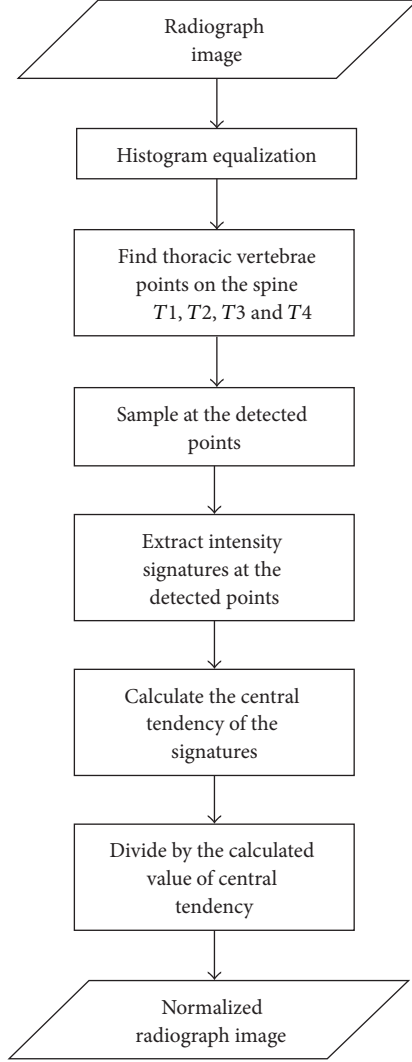 Radiograph
image
Histogram equalization
Find thoracic vertebrae
points on the spine
T1, T2, T3 and T4
Sample at the detected
points
Extract intensity
signatures at the
detected points
Calculate the central
tendency of the
signatures
Divide by the calculated
value of central
tendency
Normalized
radiograph image